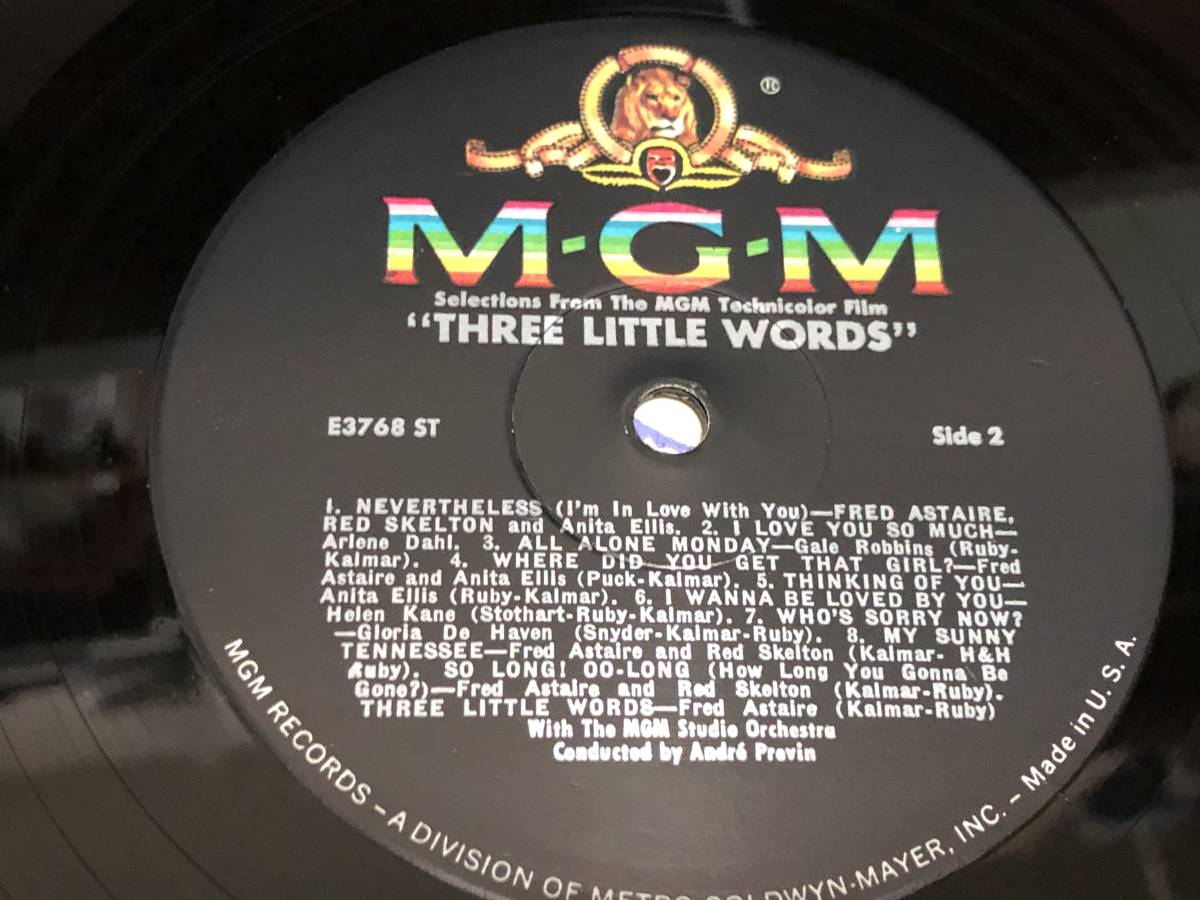 ®
M-G-M
Selections From The MGM Technicolor Film
“THREE LITTLE WORDS”
E3768 ST
Side 2
1. NEVERTHELESS (I'm In Love With You)—FRED ASTAIRE,
RED SKELTON and Anita Ellis. 2. I LOVE YOU SO MUCH—
Arlene Dahl. 3. ALL ALONE MONDAY—Gale Robbins (Ruby-
Kalmar). 4. WHERE DID YOU GET THAT GIRL?—Fred
Astaire and Anita Ellis (Puck-Kalmar). 5. THINKING OF YOU—
Anita Ellis (Ruby-Kalmar). 6. I WANNA BE LOVED BY YOU—
Helen Kane (Stothart-Ruby-Kalmar). 7. WHO'S SORRY NOW?
—Gloria De Haven (Snyder-Kalmar-Ruby). 8. MY SUNNY
TENNESSEE—Fred Astaire and Red Skelton (Kalmar- H&H
Ruby). SO LONG! OO-LONG (How Long You Gonna Be
Gone?)—Fred Astaire and Red Skelton (Kalmar-Ruby).
THREE LITTLE WORDS—Fred Astaire (Kalmar-Ruby)
With The MGM Studio Orchestra
Conducted by André Previn
MGM RECORDS – A DIVISION OF METRO-GOLDWYN-MAYER, INC. – Made in U. S. A.